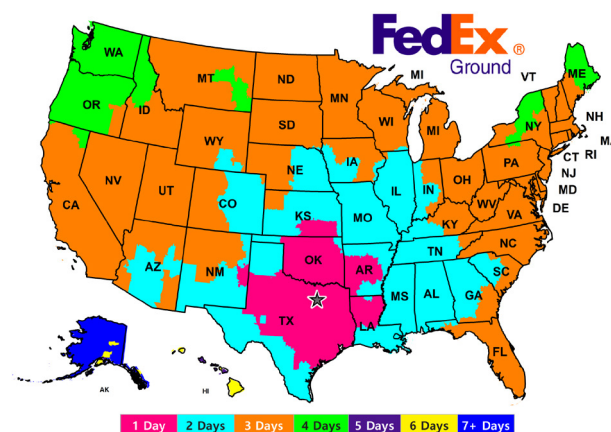 FedEx®
Ground
WA
MT
ND
MN
MI
VT
ME
OR
ID
SD
WI
MI
NY
NH
WY
IA
PA
RI
CT
NJ
NV
UT
CO
NE
IL
IN
OH
WV
MD
DE
CA
KS
MO
KY
VA
AZ
NM
OK
AR
TN
NC
SC
TX
LA
MS
AL
GA
FL
AK
HI
1 Day 2 Days 3 Days 4 Days 5 Days 6 Days 7+ Days